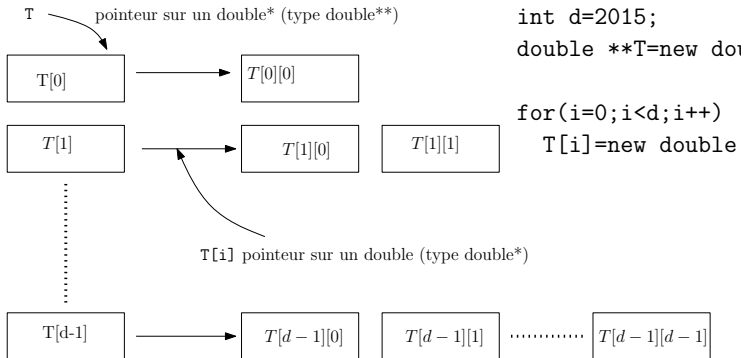 T pointeur sur un double* (type double**)
int d=2015;
double **T=new
T[0] T[0][0]
for(i=0;i<d;i++)
T[i]=new double
T[1] T[1][0] T[1][1]
T[i] pointeur sur un double (type double*)
T[d-1] T[d − 1][0] T[d − 1][1] T[d − 1][d − 1]